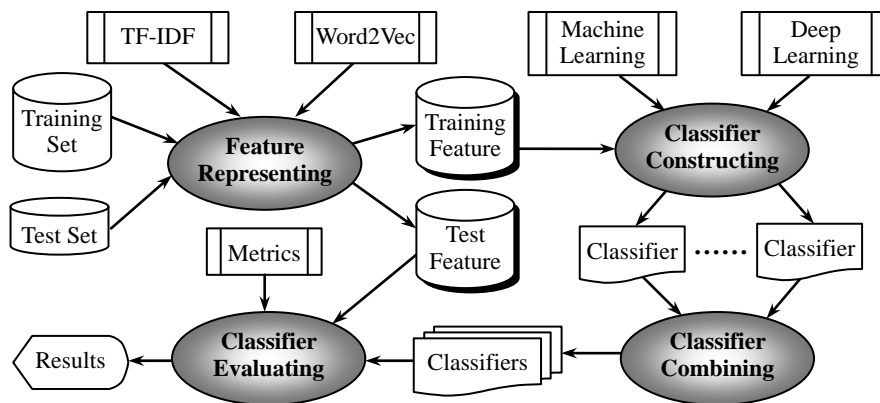 TF-IDF
Word2Vec
Machine
Learning
Deep
Learning
Training
Set
Feature
Representing
Training
Feature
Classifier
Constructing
Test Set
Test
Feature
Metrics
Classifier
......
Classifier
Results
Classifier
Evaluating
Classifiers
Classifier
Combining